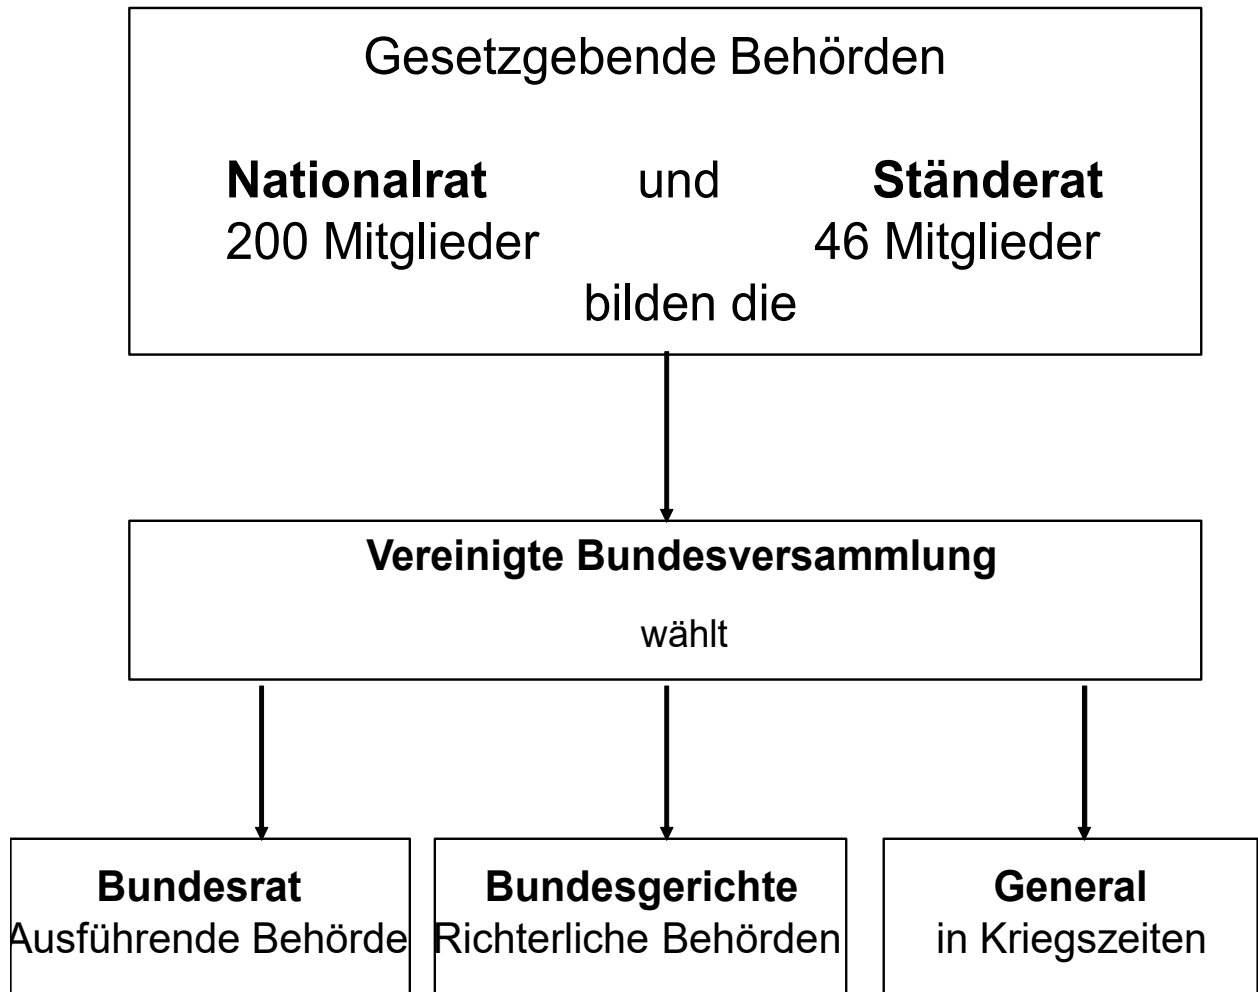 Gesetzgebende Behörden
Nationalrat und Ständerat
200 Mitglieder 46 Mitglieder
bilden die
Vereinigte Bundesversammlung
wählt
Bundesrat Bundesgerichte General
Ausführende Behörde Richterliche Behörden in Kriegszeiten